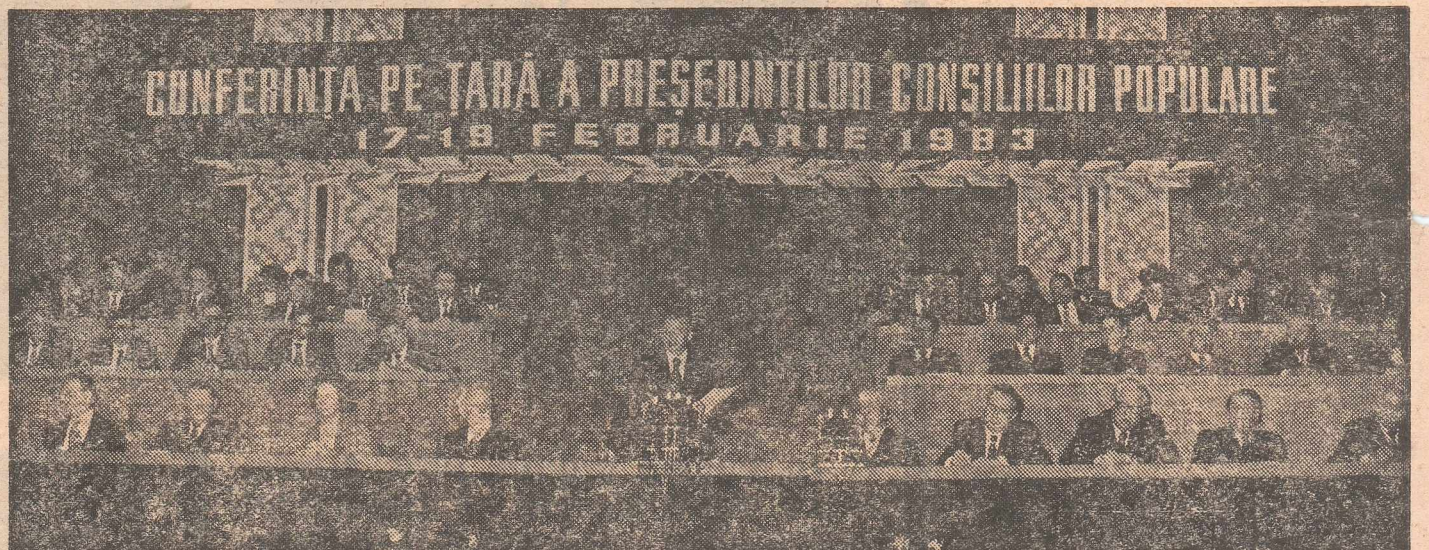 CONFERINȚA PE ȚARĂ A PREȘEDINȚILOR CONSILIILOR POPULARE
17-19 FEBRUARIE 1983